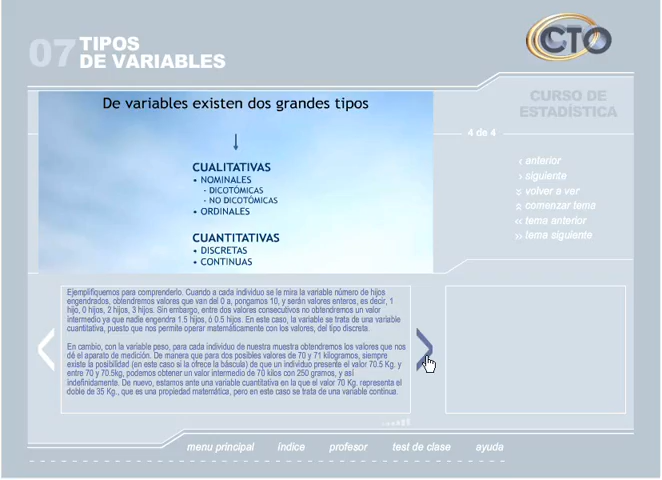 07 TIPOS
DE VARIABLES
CTO
CURSO DE
ESTADÍSTICA
De variables existen dos grandes tipos
CUALITATIVAS
• NOMINALES
- DICOTÓMICAS
- NO DICOTÓMICAS
• ORDINALES
CUANTITATIVAS
• DISCRETAS
• CONTINUAS
4 de 4
‹ anterior
› siguiente
volver a ver
comenzar tema
‹‹ tema anterior
›› tema siguiente
Ejemplifiquemos para comprenderlo. Cuando a cada individuo se le mira la variable número de hijos
engendrados, obtendremos valores que van del 0 a, pongamos 10, y serán valores enteros, es decir, 1
hijo, 0 hijos, 2 hijos, 3 hijos. Sin embargo, entre dos valores consecutivos no obtendremos un valor
intermedio ya que nadie engendra 1.5 hijos, ó 0.5 hijos. En este caso, la variable se trata de una variable
cuantitativa, puesto que nos permite operar matemáticamente con los valores, del tipo discreta.
En cambio, con la variable peso, para cada individuo de nuestra muestra obtendremos los valores que nos
dé el aparato de medición. De manera que para dos posibles valores de 70 y 71 kilogramos, siempre
existe la posibilidad (en este caso si la ofrece la báscula) de que un individuo presente el valor 70.5 Kg, y
entre 70 y 70.5kg, podemos obtener un valor intermedio de 70 kilos con 250 gramos, y así
indefinidamente. De nuevo, estamos ante una variable cuantitativa en la que el valor 70 Kg. representa el
doble de 35 Kg., que es una propiedad matemática, pero en este caso se trata de una variable continua.
menu principal índice profesor test de clase ayuda